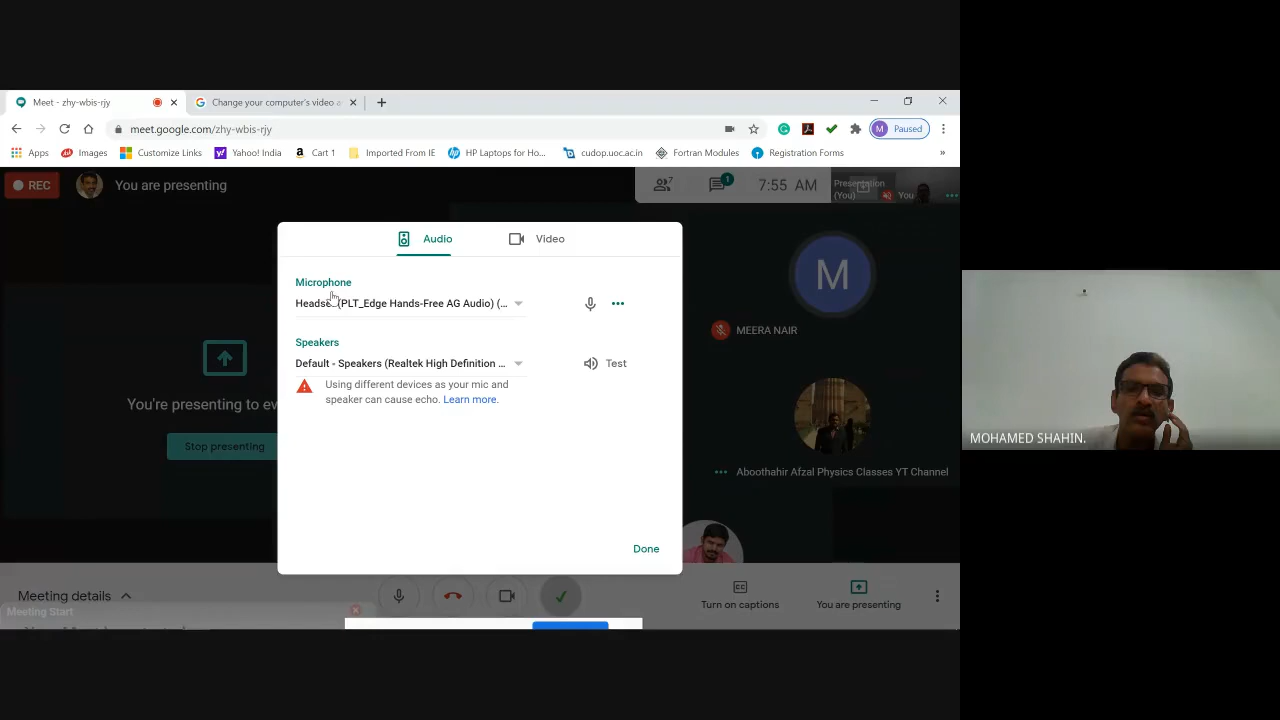 Meet - zhy-wbis-rjy
Change your computer's video a
meet.google.com/zhy-wbis-rjy
M Paused
Apps
Images
Customize Links
Yahoo! India
Cart 1
Imported From IE
HP Laptops for Ho...
cudop.uoc.ac.in
Fortran Modules
Registration Forms
»
REC
You are presenting
7
1
7:55 AM
Presentation
(You)
You
Audio
Video
Microphone
Headset (PLT_Edge Hands-Free AG Audio) (...
Speakers
Default - Speakers (Realtek High Definition ...
Test
Using different devices as your mic and
speaker can cause echo. Learn more.
You're presenting to ev
Stop presenting
M
MEERA NAIR
Aboothahir Afzal Physics Classes YT Channel
MOHAMED SHAHIN.
Done
Meeting details
Turn on captions
You are presenting
Meeting Start